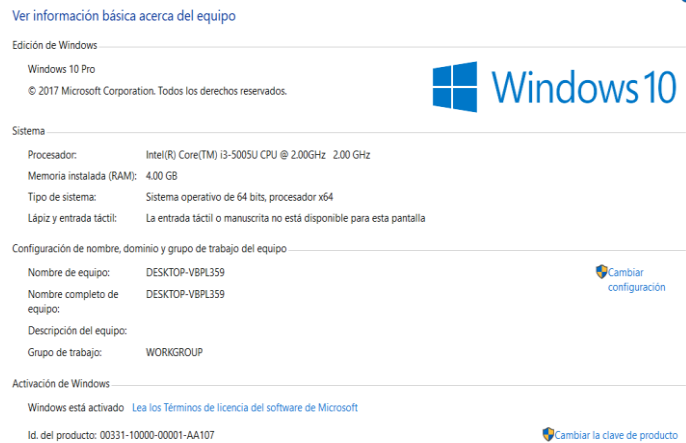 Ver información básica acerca del equipo
Edición de Windows
Windows 10 Pro
© 2017 Microsoft Corporation. Todos los derechos reservados.
Windows 10
Sistema
Procesador: Intel(R) Core(TM) i3-5005U CPU @ 2.00GHz 2.00 GHz
Memoria instalada (RAM): 4.00 GB
Tipo de sistema: Sistema operativo de 64 bits, procesador x64
Lápiz y entrada táctil: La entrada táctil o manuscrita no está disponible para esta pantalla
Configuración de nombre, dominio y grupo de trabajo del equipo
Nombre de equipo: DESKTOP-VBPL359
Cambiar
configuración
Nombre completo de DESKTOP-VBPL359
equipo:
Descripción del equipo:
Grupo de trabajo: WORKGROUP
Activación de Windows
Windows está activado Lea los Términos de licencia del software de Microsoft
Id. del producto: 00331-10000-00001-AA107 Cambiar la clave de producto